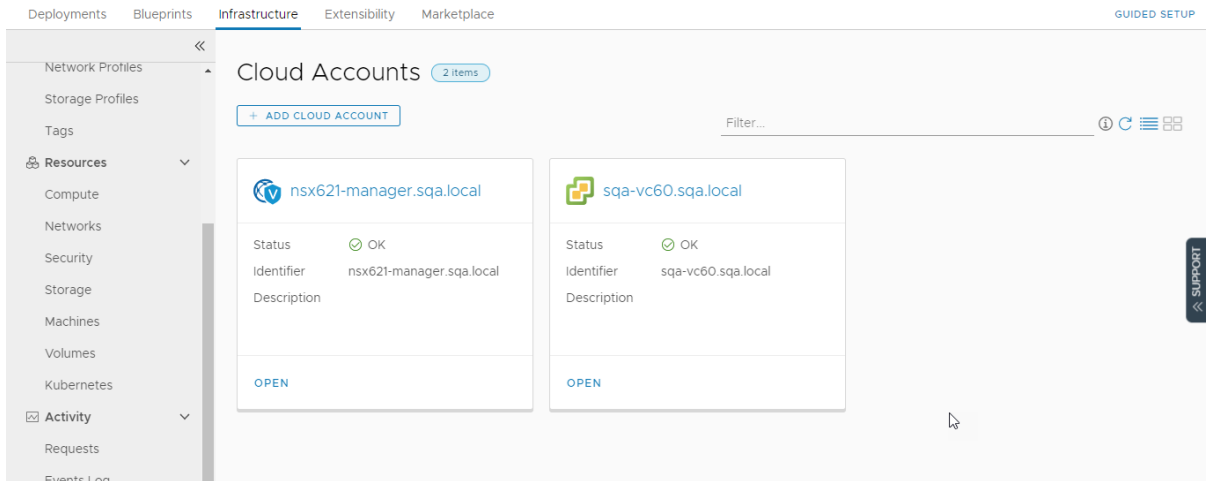 Deployments Blueprints Infrastructure Extensibility Marketplace GUIDED SETUP
Network Profiles
Storage Profiles
Tags
Resources
Compute
Networks
Security
Storage
Machines
Volumes
Kubernetes
Activity
Requests
Events Log
Cloud Accounts 2 items
+ ADD CLOUD ACCOUNT
Filter...
nsx621-manager.sqa.local
Status OK
Identifier nsx621-manager.sqa.local
Description
OPEN
sqa-vc60.sqa.local
Status OK
Identifier sqa-vc60.sqa.local
Description
OPEN
SUPPORT